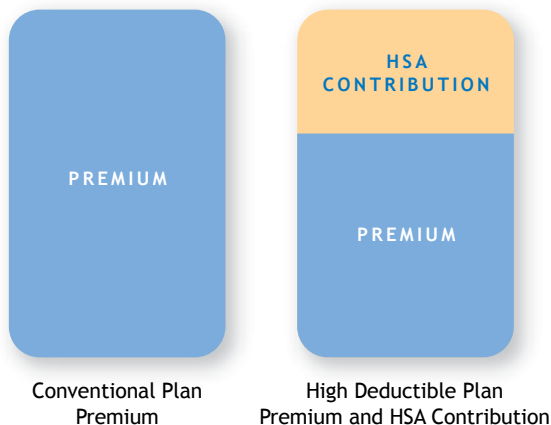 PREMIUM
Conventional Plan
Premium
HSA
CONTRIBUTION
PREMIUM
High Deductible Plan
Premium and HSA Contribution